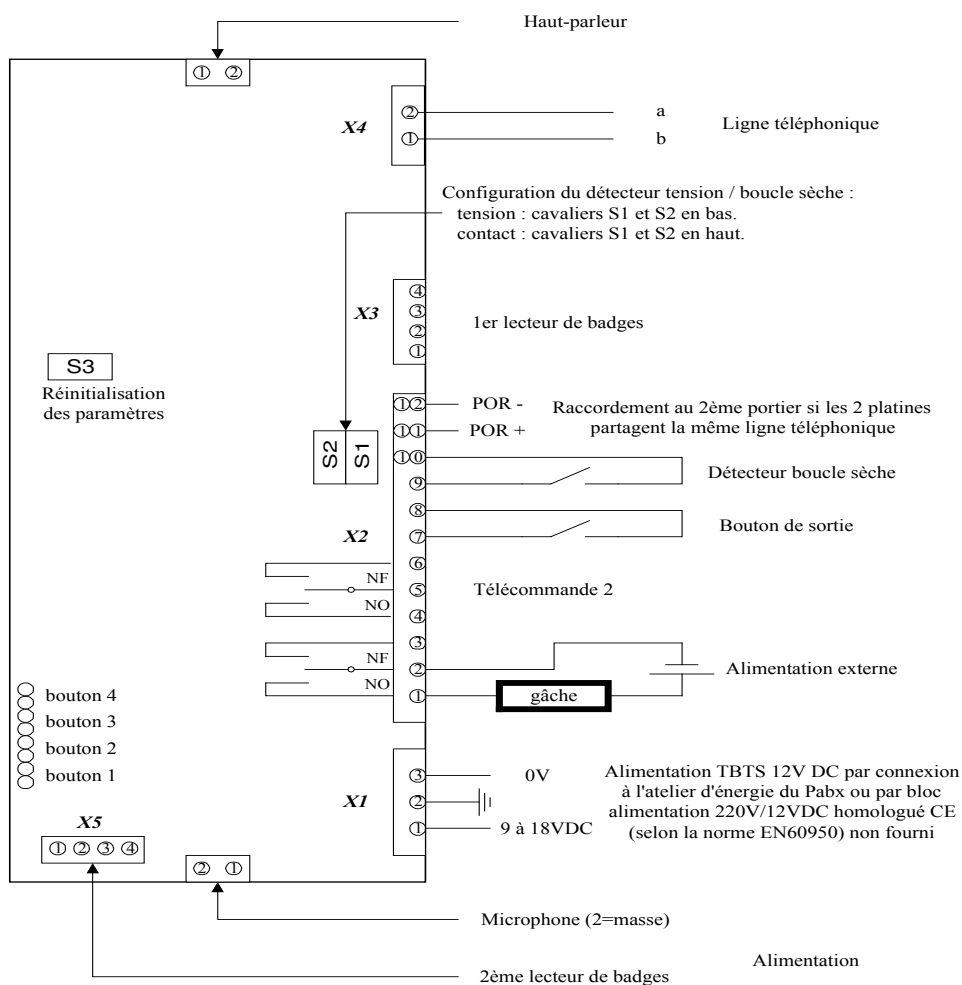 Haut-parleur
① ②
X4
② a
① b
Ligne téléphonique
Configuration du détecteur tension / boucle sèche :
tension : cavaliers S1 et S2 en bas.
contact : cavaliers S1 et S2 en haut.
X3
④
③
②
①
1er lecteur de badges
S3
Réinitialisation
des paramètres
S2 S1
①② POR -
①① POR +
Raccordement au 2ème portier si les 2 platines
partagent la même ligne téléphonique
①⓪
⑨
Détecteur boucle sèche
⑧
⑦
Bouton de sortie
X2
⑥
NF
⑤
Télécommande 2
NO
④
③
NF
②
Alimentation externe
NO
①
gâche
bouton 4
bouton 3
bouton 2
bouton 1
X1
③ 0V
②
① 9 à 18VDC
Alimentation TBTS 12V DC par connexion
à l'atelier d'énergie du Pabx ou par bloc
alimentation 220V/12VDC homologué CE
(selon la norme EN60950) non fourni
X5
① ② ③ ④
② ①
Microphone (2=masse)
Alimentation
2ème lecteur de badges